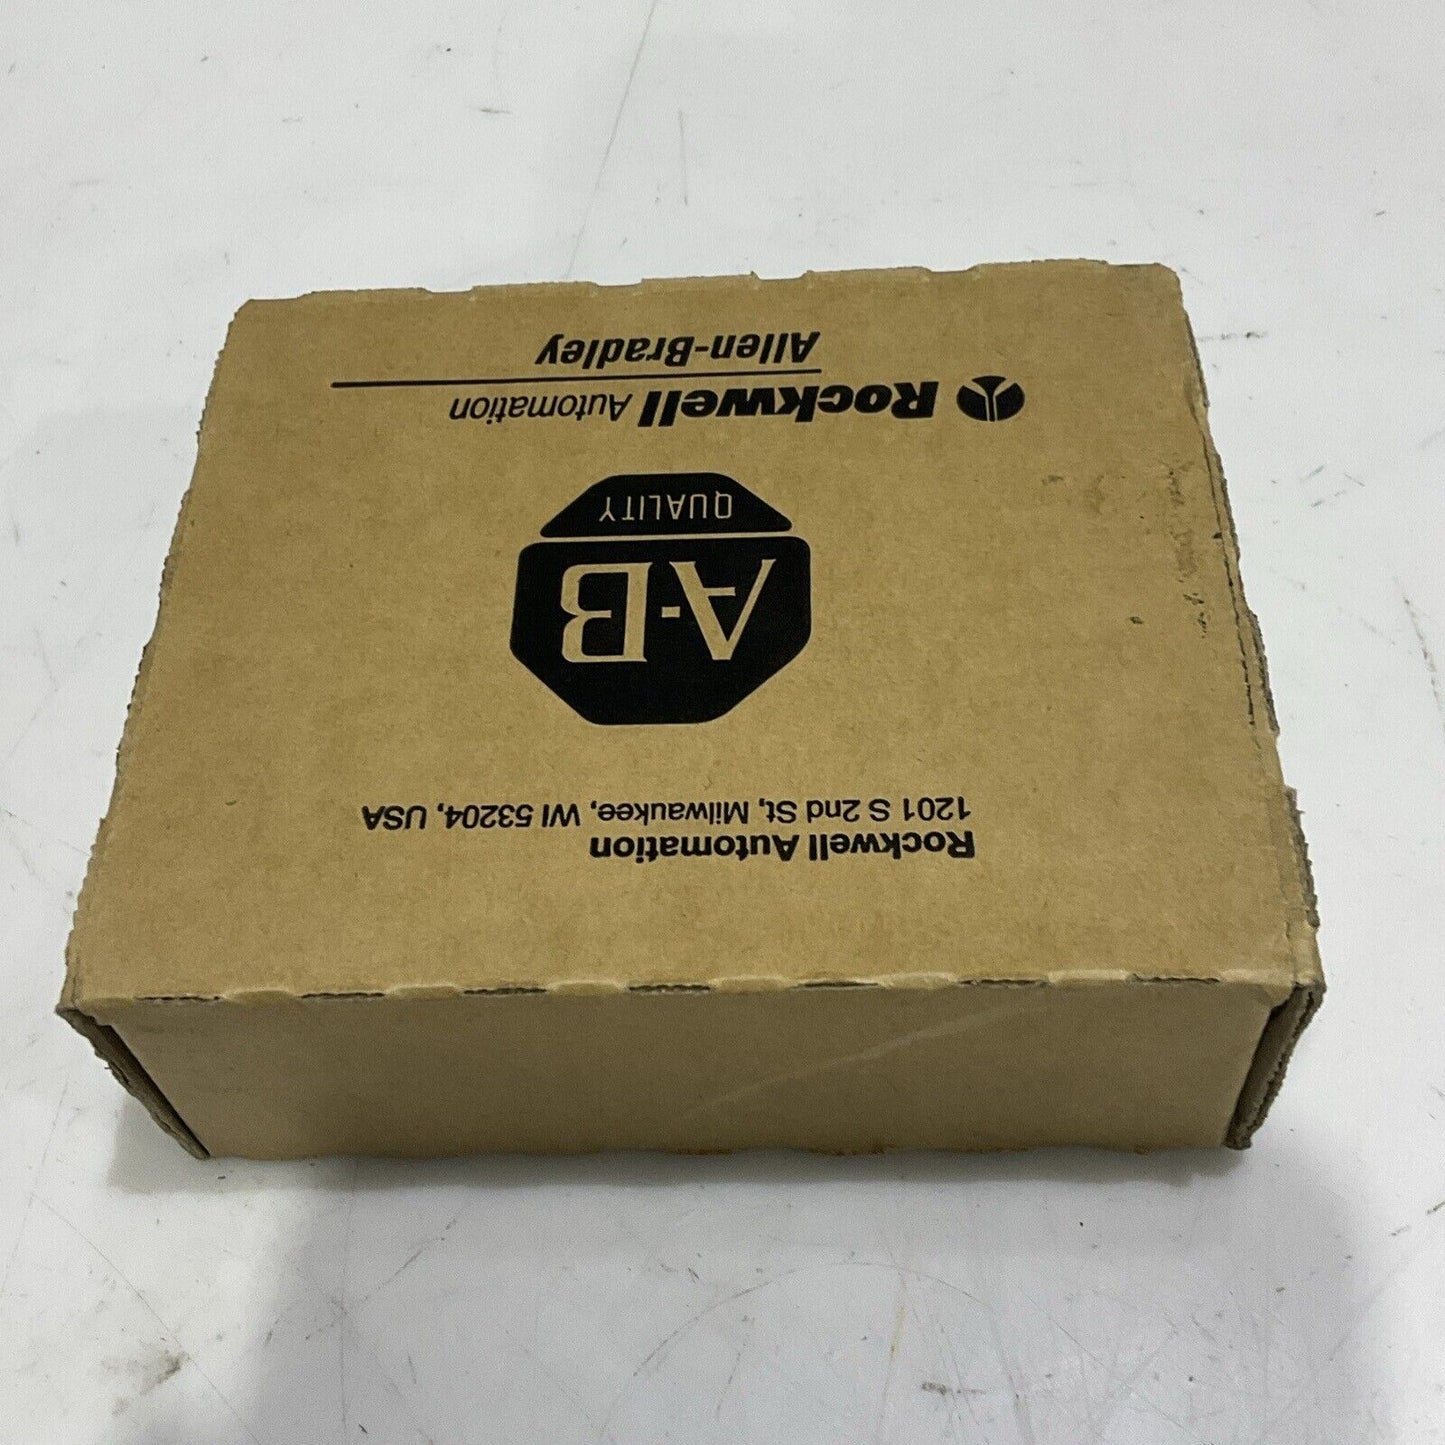 Rockwell Automation
1201 S 2nd St, Milwaukee, WI 53204, USA
A-B
QUALITY
Rockwell Automation
Allen-Bradley